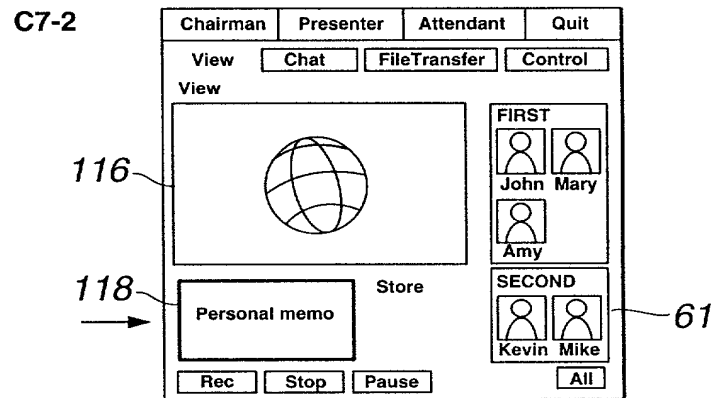 C7-2
Chairman Presenter Attendant Quit
View Chat FileTransfer Control
View
FIRST
116
John Mary
Amy
118
Store
SECOND
Personal memo
61
Kevin Mike
Rec Stop Pause
All